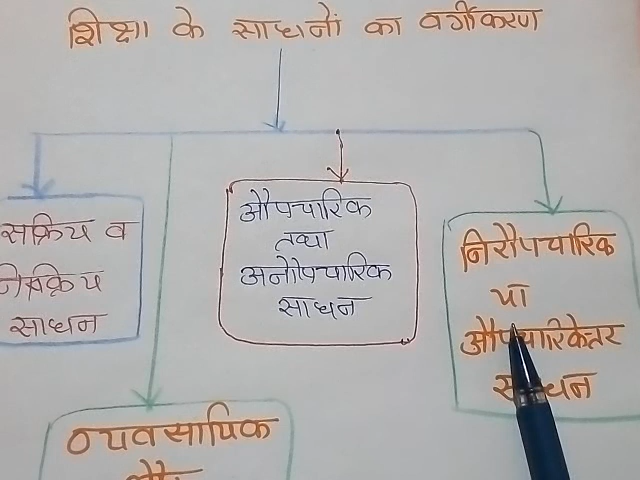 शिक्षा के साधनों का वर्गीकरण
सक्रिय व
निष्क्रिय
साधन
औपचारिक
तथा
अनौपचारिक
साधन
निरौपचारिक
या
औपचारिकेत्तर
साधन
व्यवसायिक